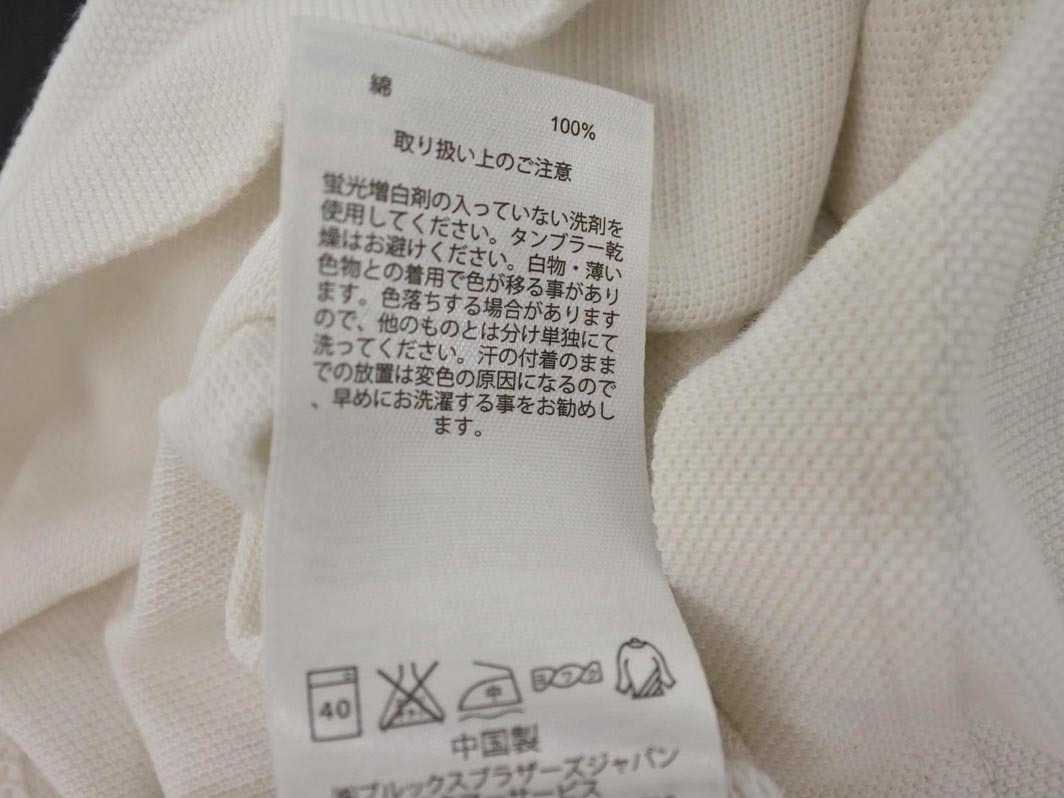 綿
100%
取り扱い上のご注意
蛍光増白剤の入っていない洗剤を
使用してください。タンブラー乾
燥はお避けください。白物・薄い
色物との着用で色が移る事があり
ます。色落ちする場合があります
ので、他のものとは分け単独にて
洗ってください。汗の付着のまま
での放置は変色の原因になるので
、早めにお洗濯する事をお勧めし
ます。
40 中 ヨワク
中国製
㈱ブルックスブラザーズジャパン
サービス